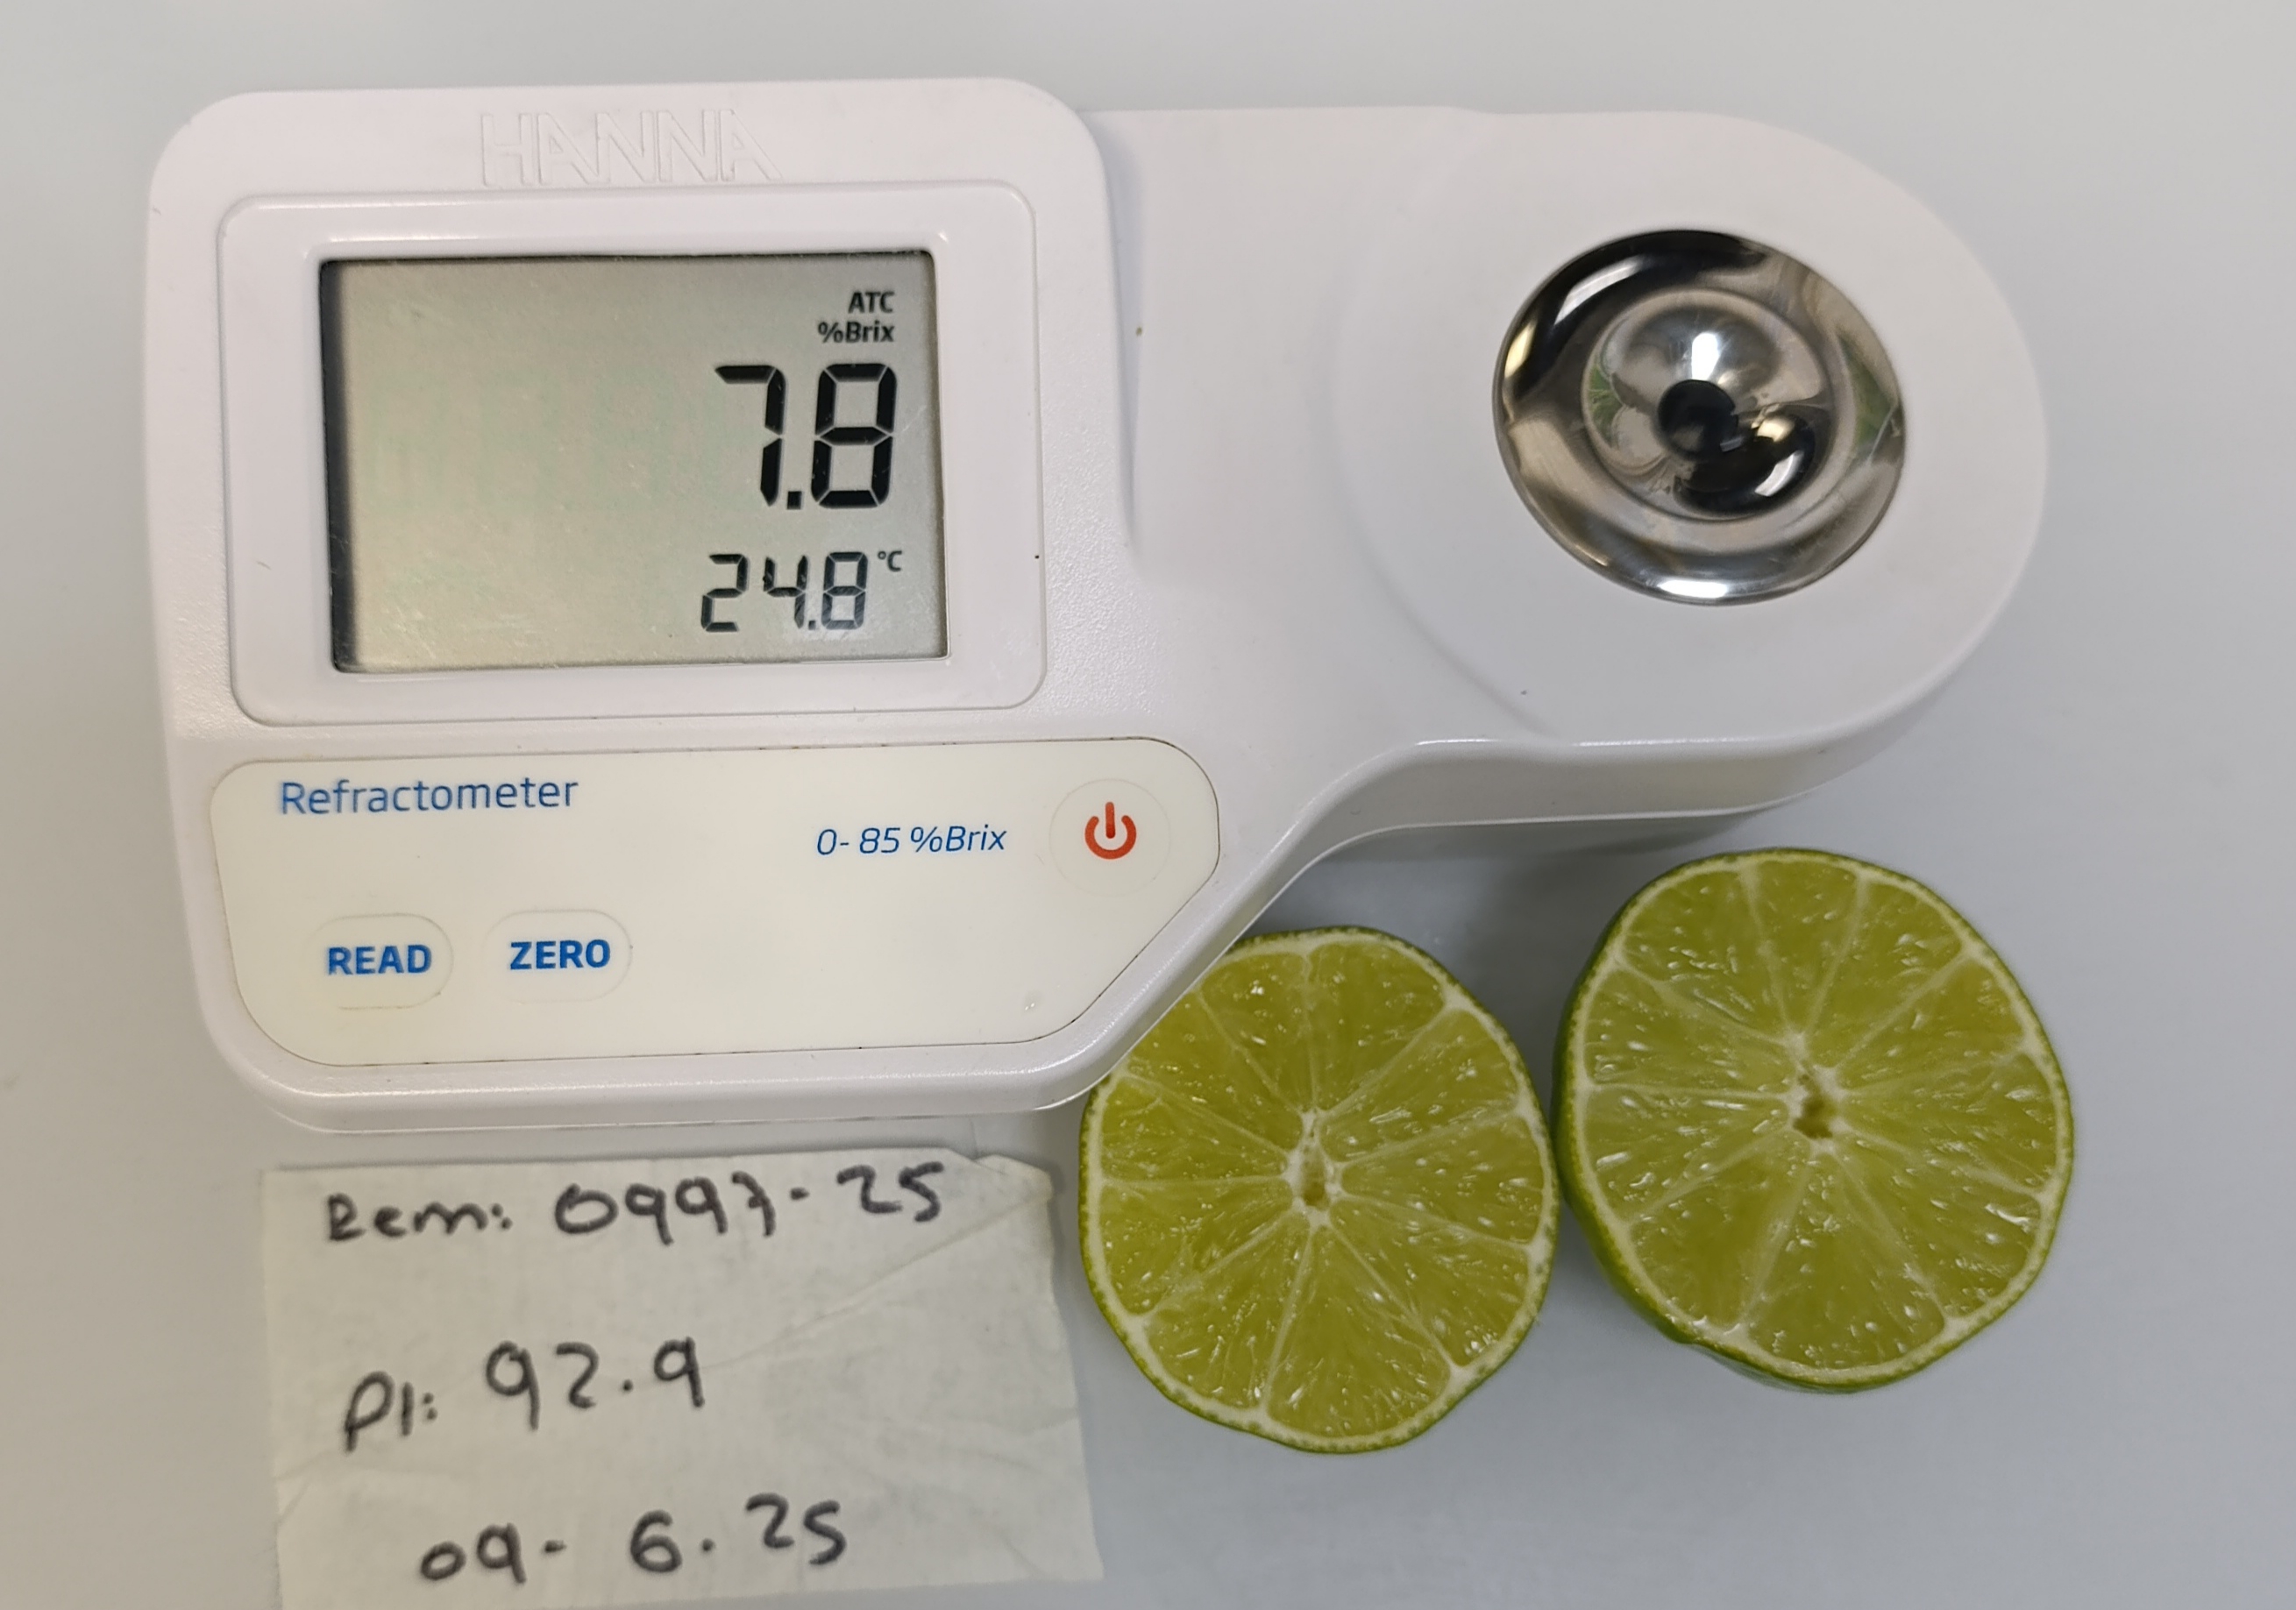 HANNA
ATC
%Brix
7.8
24.8 °C
Refractometer
0- 85 %Brix
READ ZERO
Rem: 0997-25
PI: 92.9
09- 6.25